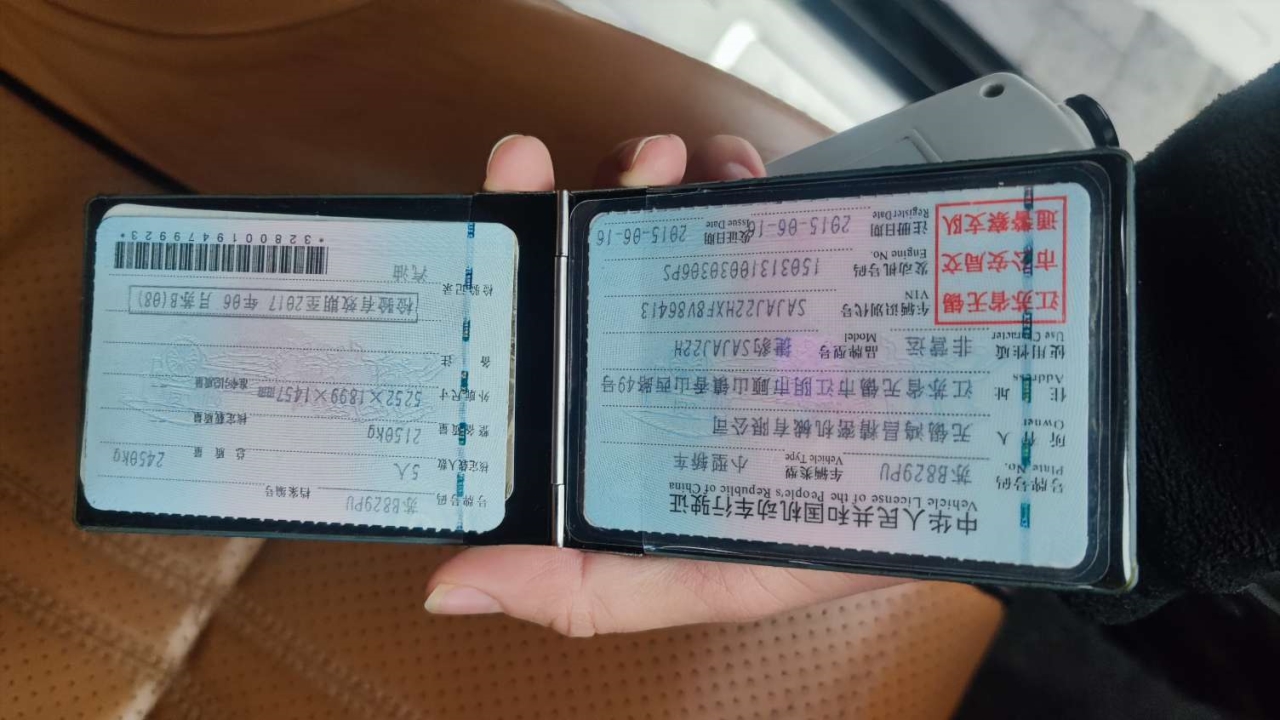 中华人民共和国机动车行驶证
Vehicle License of the People's Republic of China
号牌号码 苏B829PU 车辆类型 小型轿车
Plate No. Vehicle Type
所有人 无锡鸿昌精密机械有限公司
Owner
住址 江苏省无锡市江阴市顾山镇香山西路49号
Address
使用性质 非营运 品牌型号 捷豹SAJAJ22H
Use Character Model
江苏省无锡
市公安局交
通警察支队
车辆识别代号 SAJAJ22HXF8V86413
VIN
发动机号码 15031310030306PS
Engine No.
注册日期 2015-06-16 发证日期 2015-06-16
Register Date Issue Date
号牌号码 苏B829PU 档案编号
核定载人数 5人 总质量 2450kg
整备质量 2150kg 核定载质量
外廓尺寸 5252×1899×1457mm 准牵引总质量
备注
检验有效期至2017年06月苏B(08)
检验记录
汽油
*3280019479923*